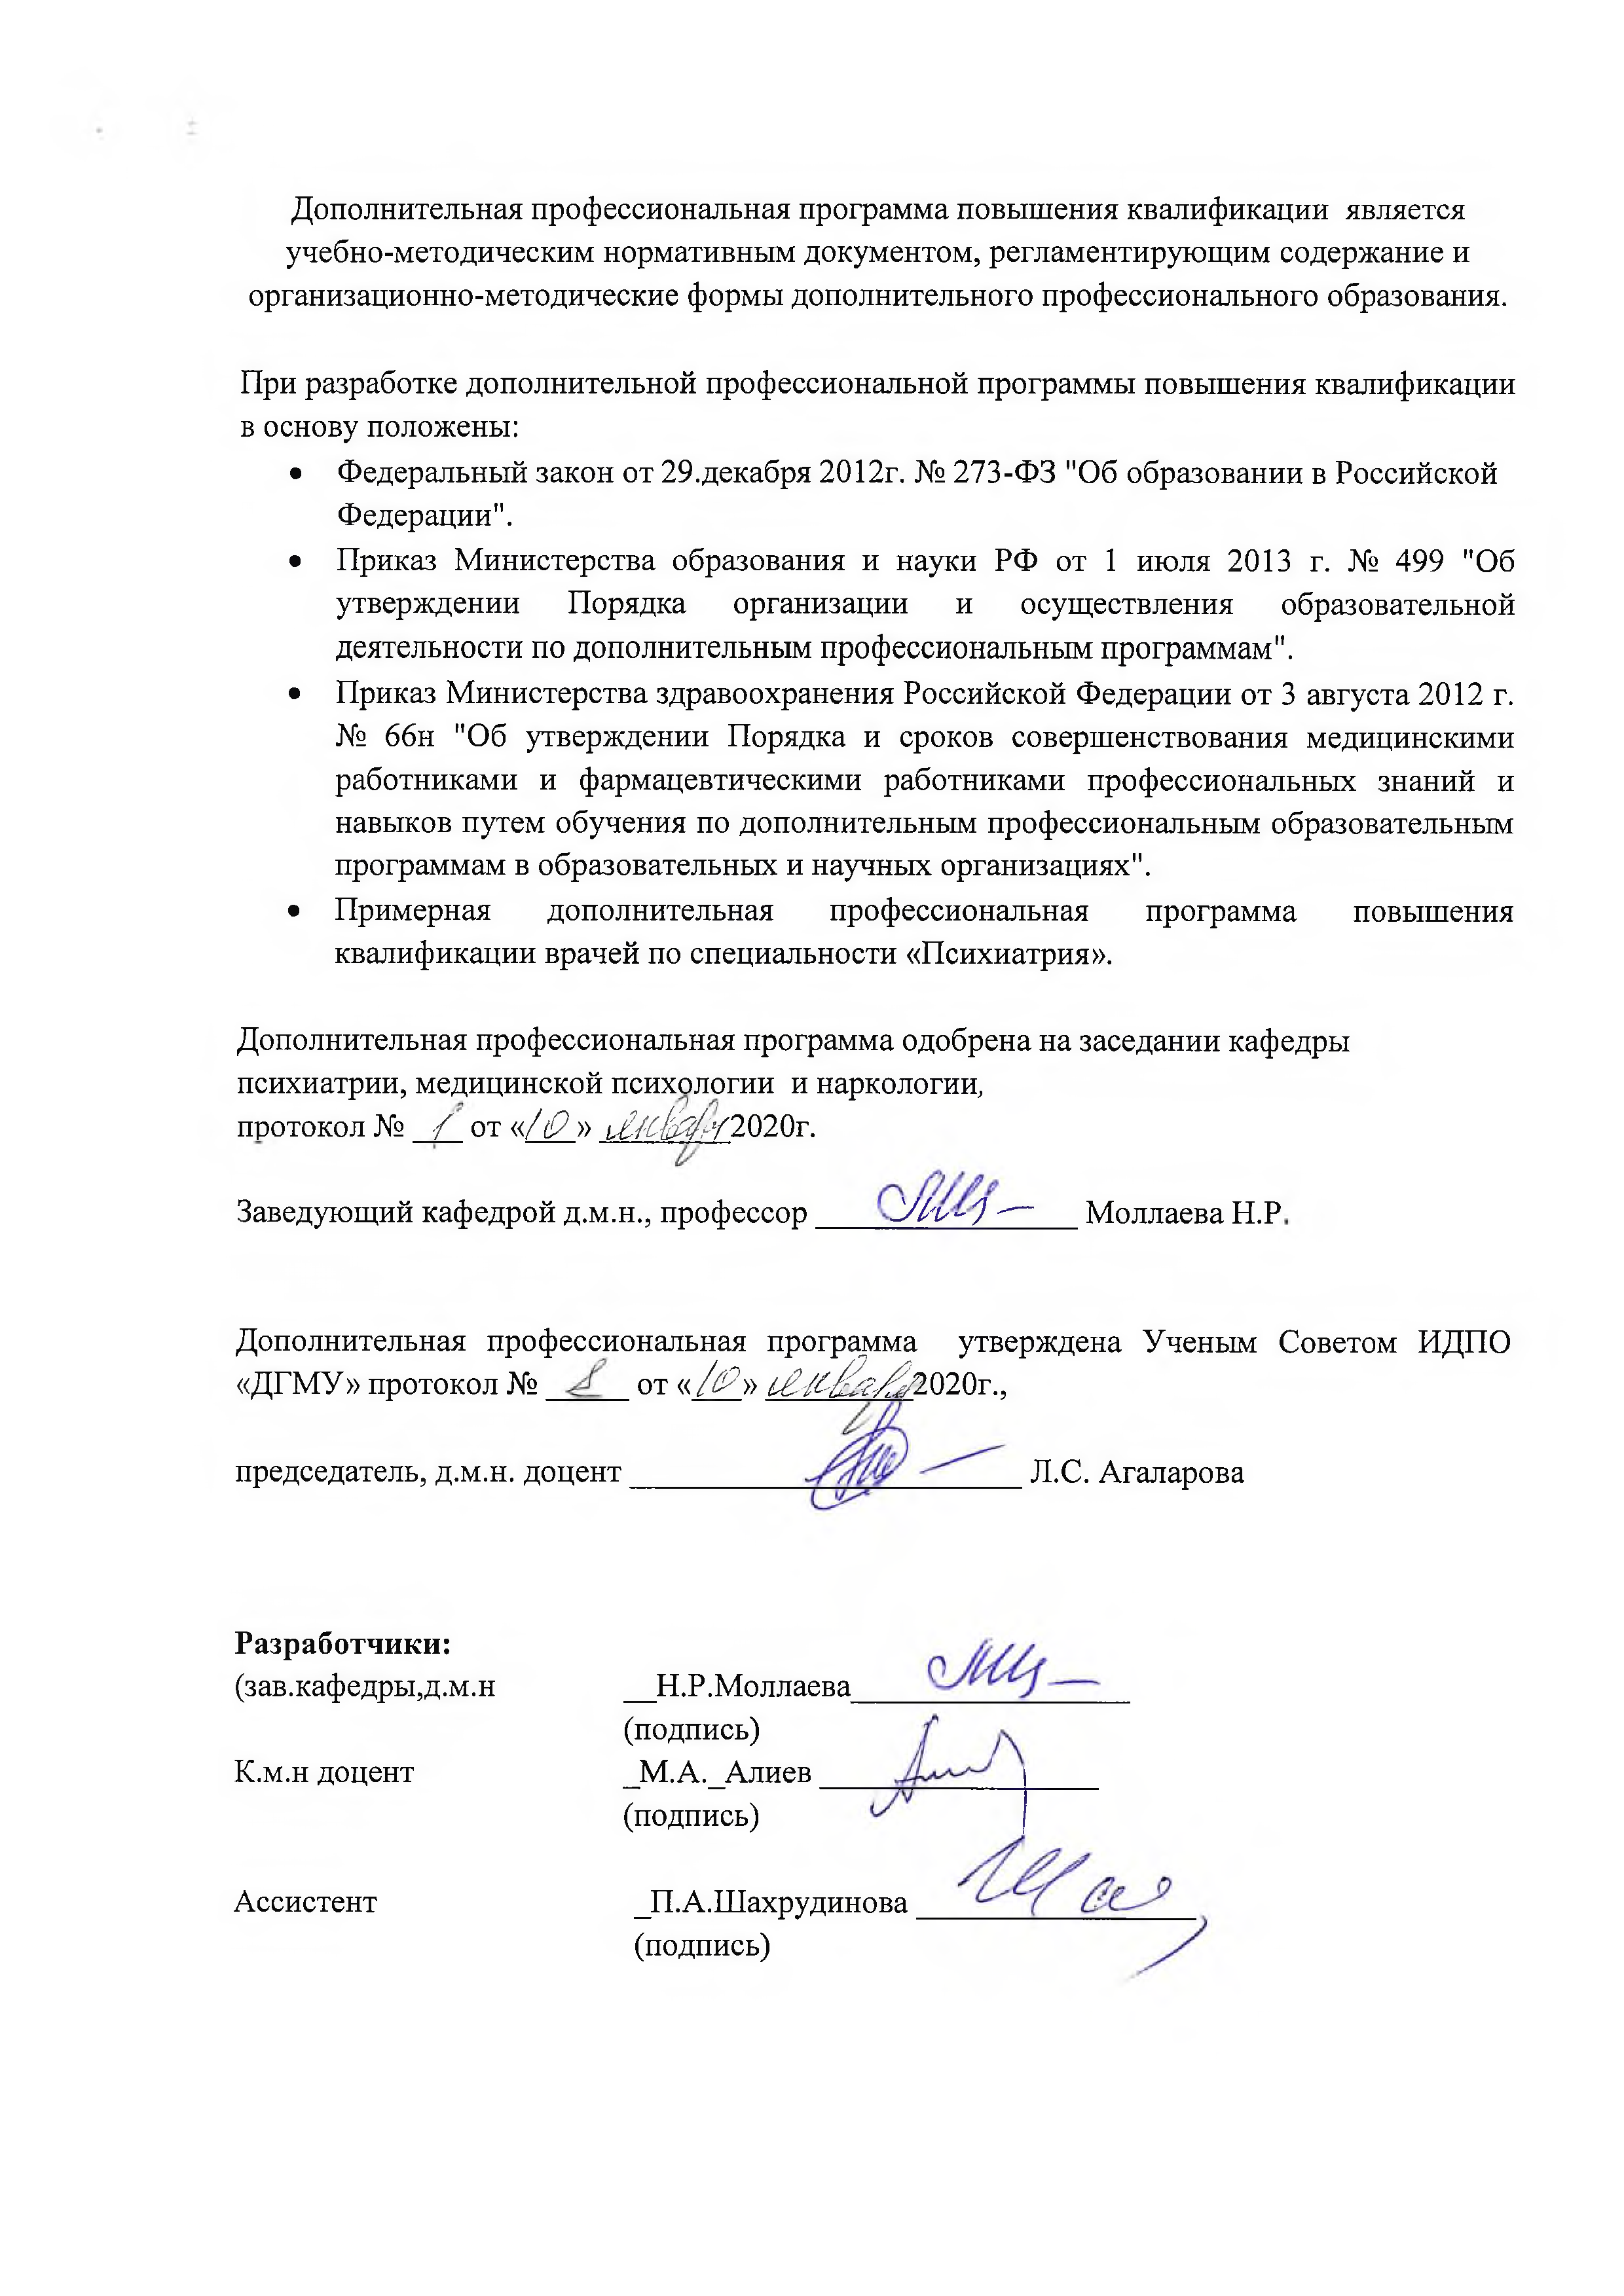 Дополнительная профессиональная программа повышения квалификации является
учебно-методическим нормативным документом, регламентирующим содержание и
организационно-методические формы дополнительного профессионального образования.
При разработке дополнительной профессиональной программы повышения квалификации
в основу положены:
• Федеральный закон от 29.декабря 2012г. № 273-ФЗ "Об образовании в Российской
Федерации".
• Приказ Министерства образования и науки РФ от 1 июля 2013 г. № 499 "Об
утверждении Порядка организации и осуществления образовательной
деятельности по дополнительным профессиональным программам".
• Приказ Министерства здравоохранения Российской Федерации от 3 августа 2012 г.
№ 66н "Об утверждении Порядка и сроков совершенствования медицинскими
работниками и фармацевтическими работниками профессиональных знаний и
навыков путем обучения по дополнительным профессиональным образовательным
программам в образовательных и научных организациях".
• Примерная дополнительная профессиональная программа повышения
квалификации врачей по специальности «Психиатрия».
Дополнительная профессиональная программа одобрена на заседании кафедры
психиатрии, медицинской психологии и наркологии,
протокол № 1 от «10» января 2020г.
Заведующий кафедрой д.м.н., профессор ________________ Моллаева Н.Р.
Дополнительная профессиональная программа утверждена Ученым Советом ИДПО
«ДГМУ» протокол № от «10» января 2020г.,
председатель, д.м.н. доцент ________________________ Л.С. Агаларова
Разработчики:
(зав.кафедры,д.м.н __Н.Р.Моллаева_________________
(подпись)
К.м.н доцент _М.А._Алиев _________________
(подпись)
Ассистент _П.А.Шахрудинова _________________
(подпись)